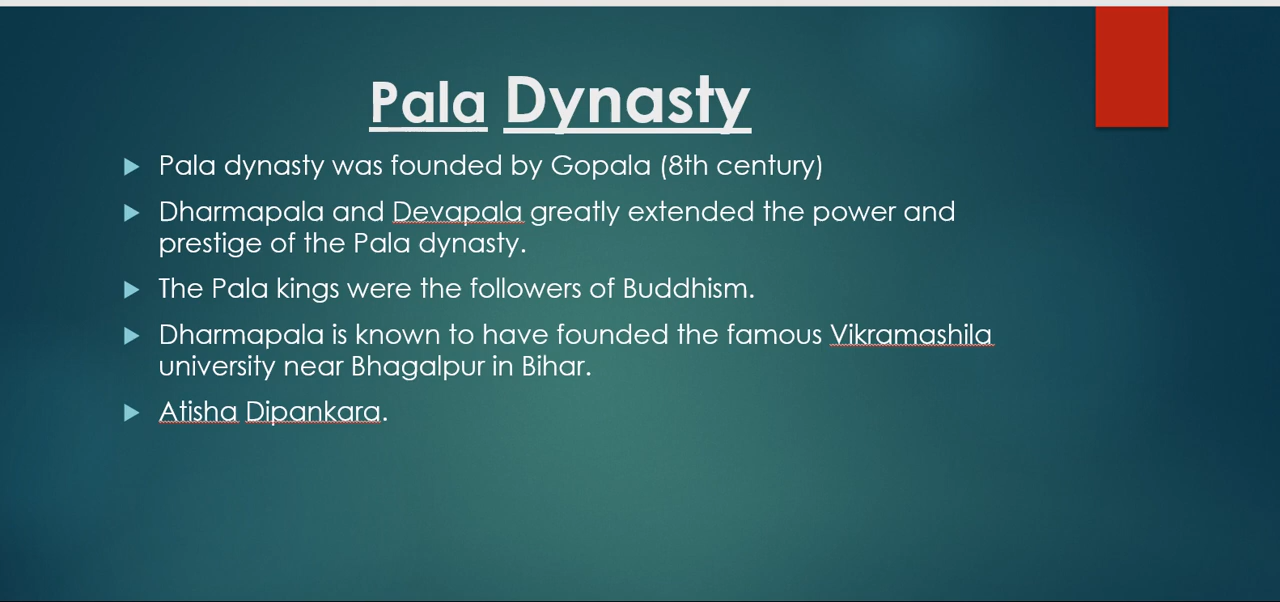 Pala Dynasty
Pala dynasty was founded by Gopala (8th century)
Dharmapala and Devapala greatly extended the power and
prestige of the Pala dynasty.
The Pala kings were the followers of Buddhism.
Dharmapala is known to have founded the famous Vikramashila
university near Bhagalpur in Bihar.
Atisha Dipankara.